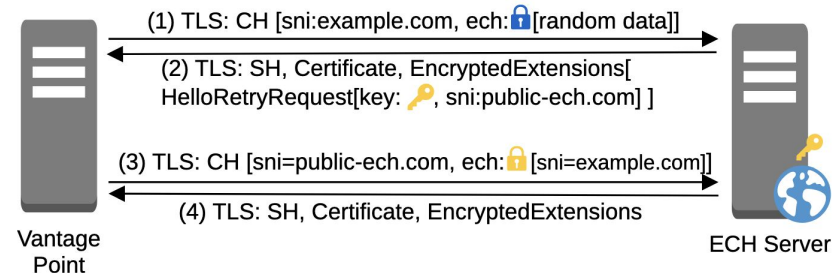 (1) TLS: CH [sni:example.com, ech: [random data]]
(2) TLS: SH, Certificate, EncryptedExtensions[
HelloRetryRequest[key: , sni:public-ech.com] ]
(3) TLS: CH [sni=public-ech.com, ech: [sni=example.com]]
(4) TLS: SH, Certificate, EncryptedExtensions
Vantage
Point
ECH Server